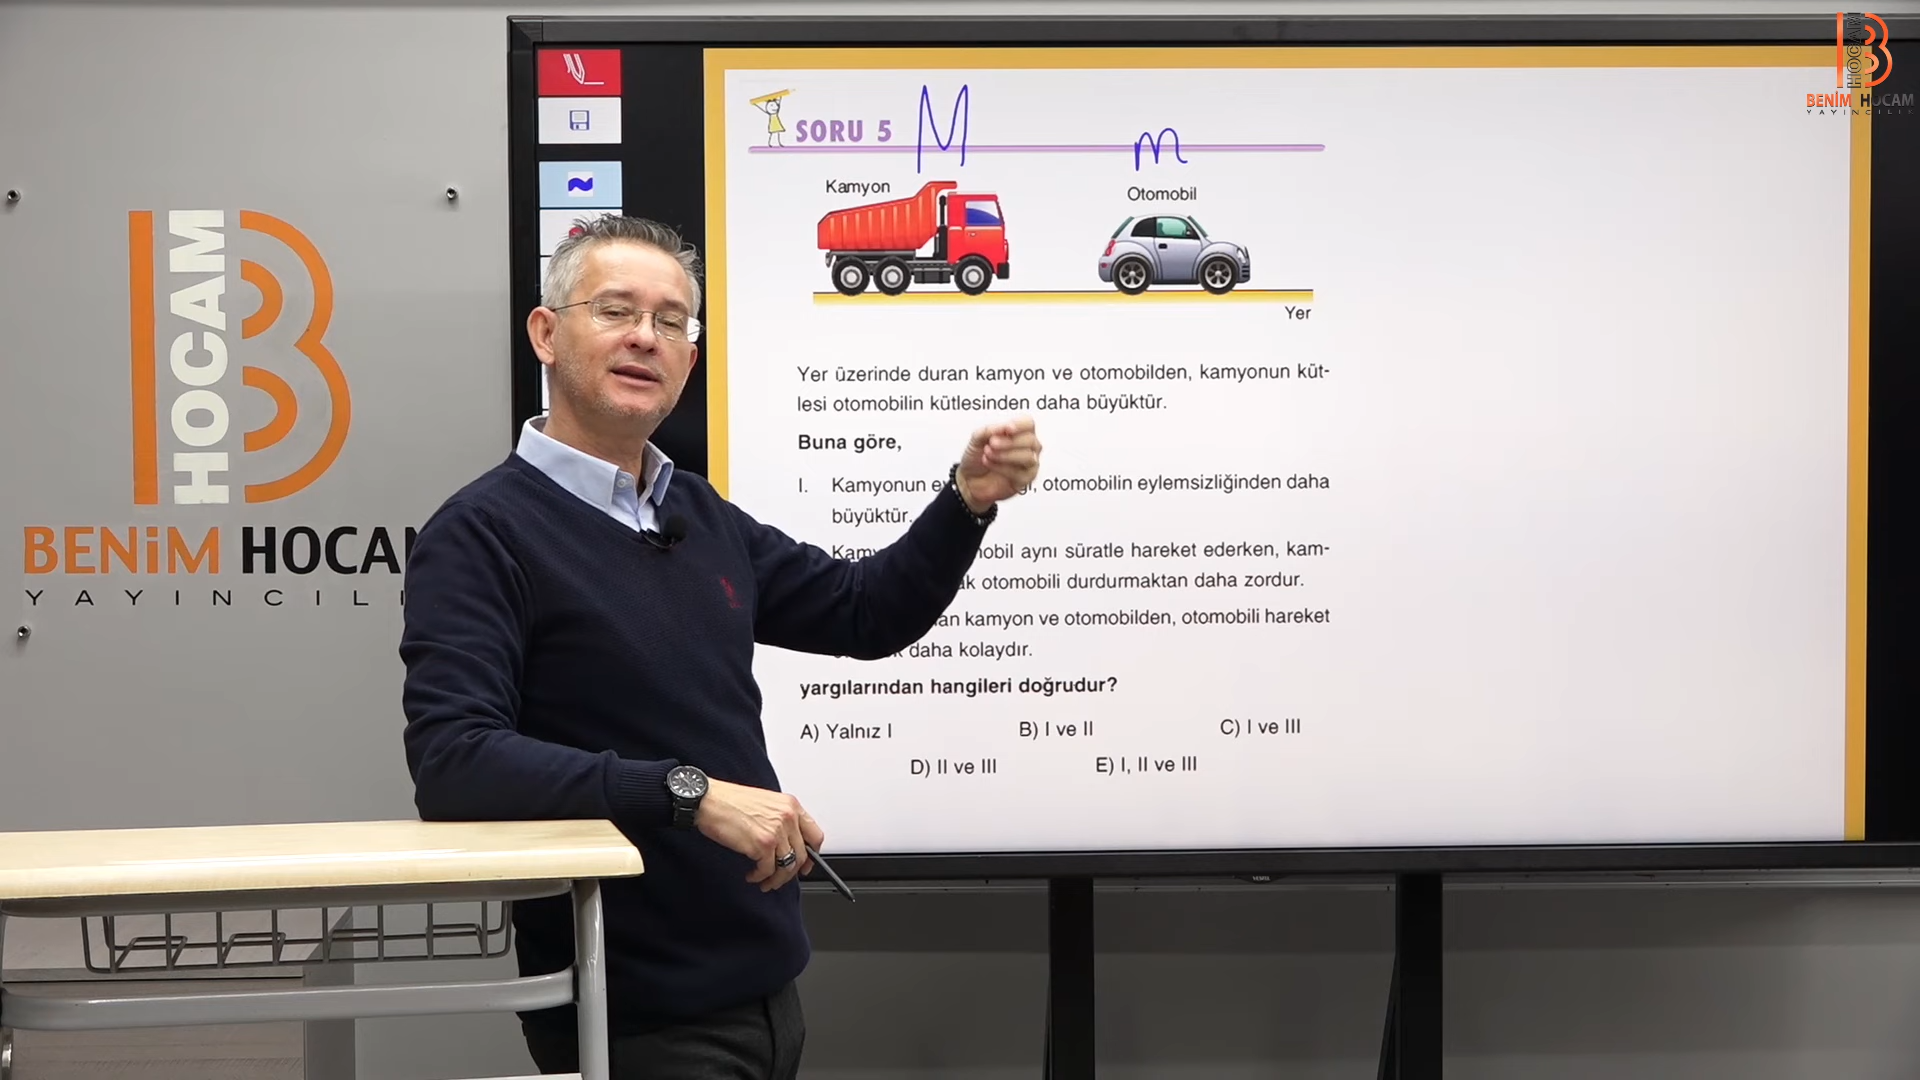 BENİM HOCAM
YAYINCILIK
HOCAM
BENİM HOCAM
SORU 5
M
m
Kamyon
Otomobil
Yer
Yer üzerinde duran kamyon ve otomobilden, kamyonun küt-
lesi otomobilin kütlesinden daha büyüktür.
Buna göre,
I. Kamyonun otomobilin eylemsizliğinden daha
büyüktür.
aynı süratle hareket ederken, kam-
otomobili durdurmaktan daha zordur.
kamyon ve otomobilden, otomobili hareket
daha kolaydır.
yargılarından hangileri doğrudur?
A) Yalnız I B) I ve II C) I ve III
D) II ve III E) I, II ve III